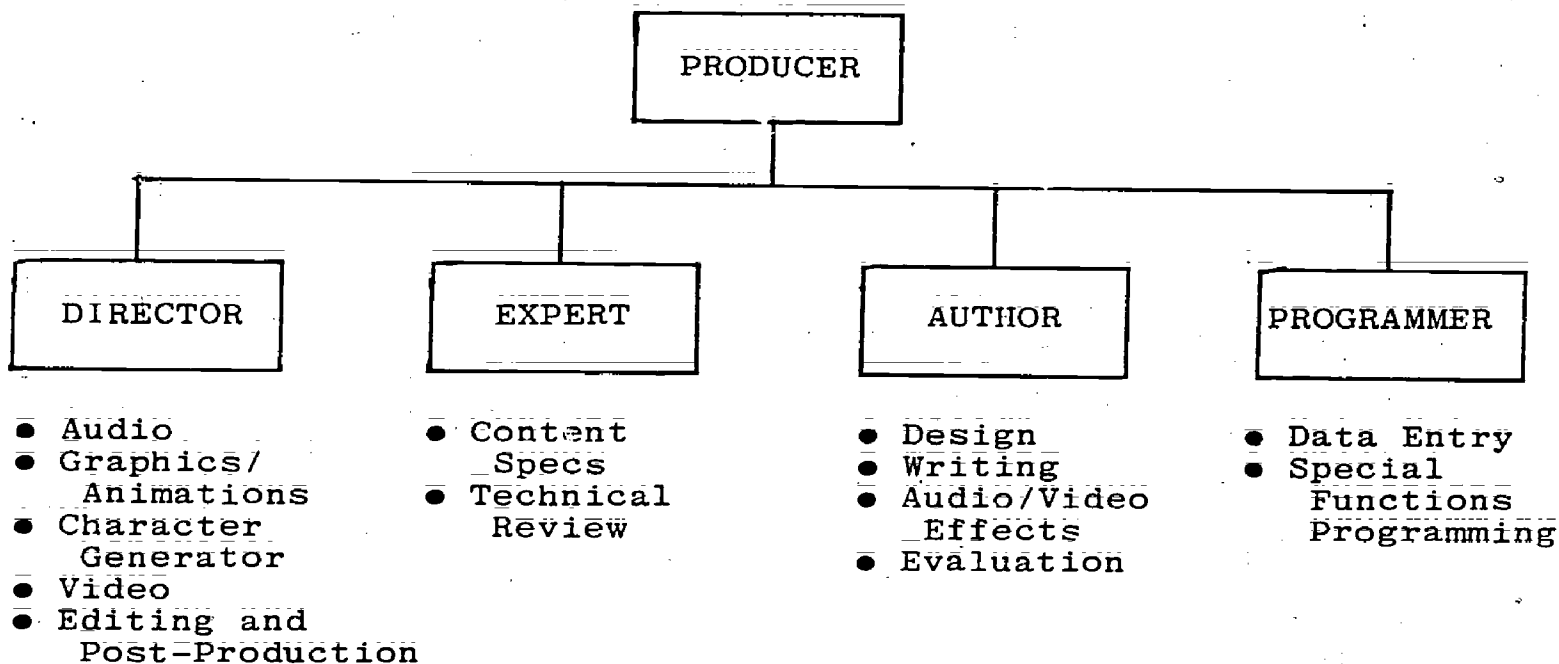 PRODUCER
DIRECTOR
EXPERT
AUTHOR
PROGRAMMER
● Audio
● Graphics/
Animations
● Character
Generator
● Video
● Editing and
Post-Production
● Content
Specs
● Technical
Review
● Design
● Writing
● Audio/Video
Effects
● Evaluation
● Data Entry
● Special
Functions
Programming